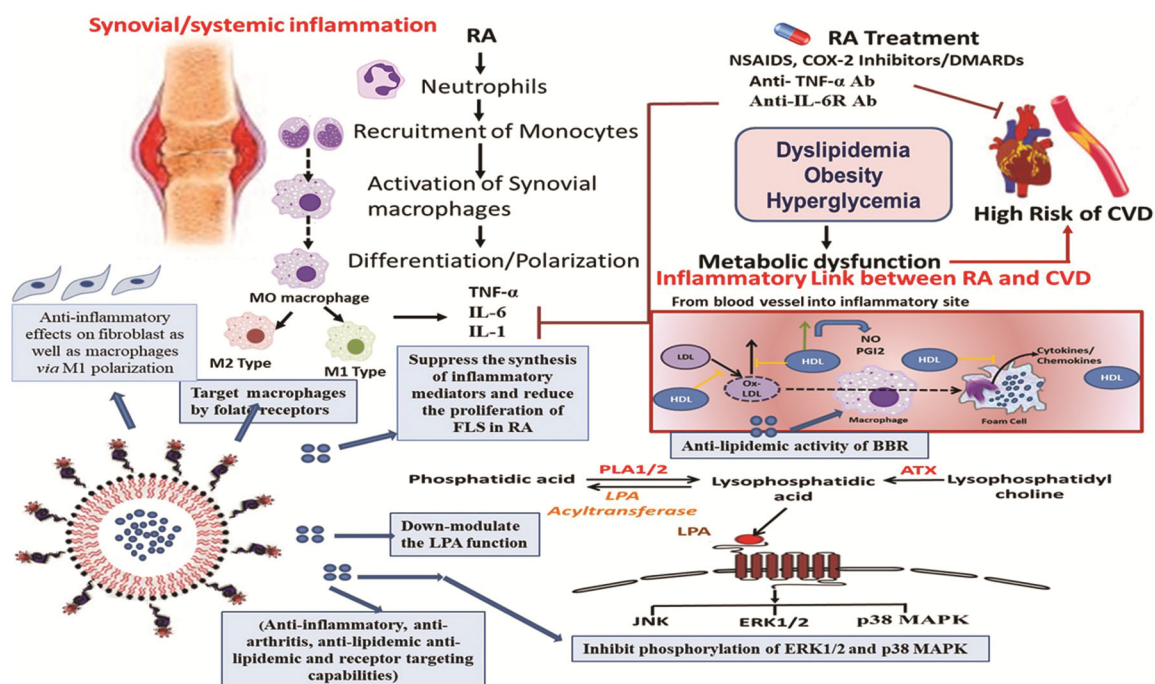 Synovial/systemic inflammation
RA
Neutrophils
Recruitment of Monocytes
Activation of Synovial
macrophages
Differentiation/Polarization
MO macrophage
TNF-α
IL-6
IL-1
M2 Type
M1 Type
RA Treatment
NSAIDS, COX-2 Inhibitors/DMARDs
Anti- TNF-α Ab
Anti-IL-6R Ab
Dyslipidemia
Obesity
Hyperglycemia
High Risk of CVD
Metabolic dysfunction
Inflammatory Link between RA and CVD
From blood vessel into inflammatory site
LDL
HDL
Ox-
LDL
HDL
NO
PGI2
Macrophage
HDL
Cytokines/
Chemokines
Foam Cell
HDL
Anti-lipidemic activity of BBR
Anti-inflammatory
effects on fibroblast as
well as macrophages
via M1 polarization
Target macrophages
by folate receptors
Suppress the synthesis
of inflammatory
mediators and reduce
the proliferation of
FLS in RA
Phosphatidic acid
PLA1/2
LPA
Acyltransferase
Lysophosphatidic
acid
ATX
Lysophosphatidyl
choline
LPA
Down-modulate
the LPA function
JNK
ERK1/2
p38 MAPK
(Anti-inflammatory, anti-
arthritis, anti-lipidemic anti-
lipidemic and receptor targeting
capabilities)
Inhibit phosphorylation of ERK1/2 and p38 MAPK